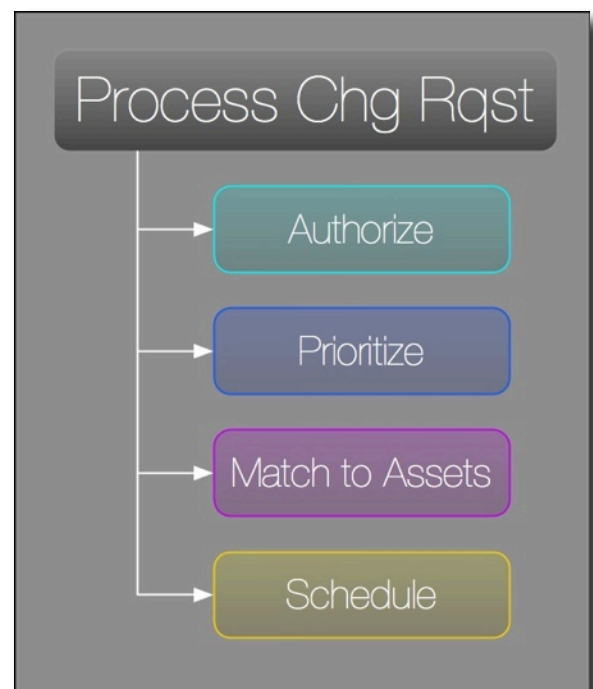 Process Chg Rqst
Authorize
Prioritize
Match to Assets
Schedule